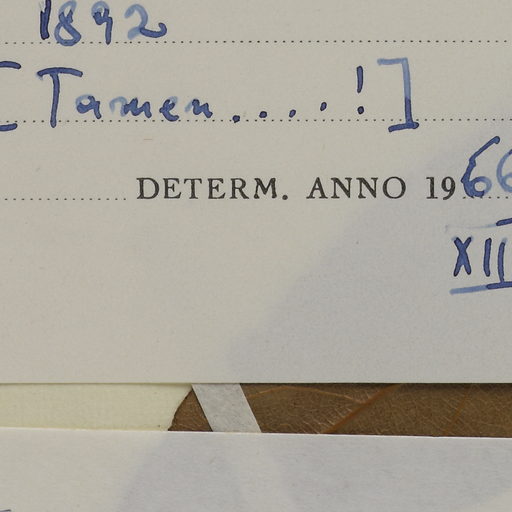 1892
[Tamen....!]
DETERM. ANNO 1966
XII